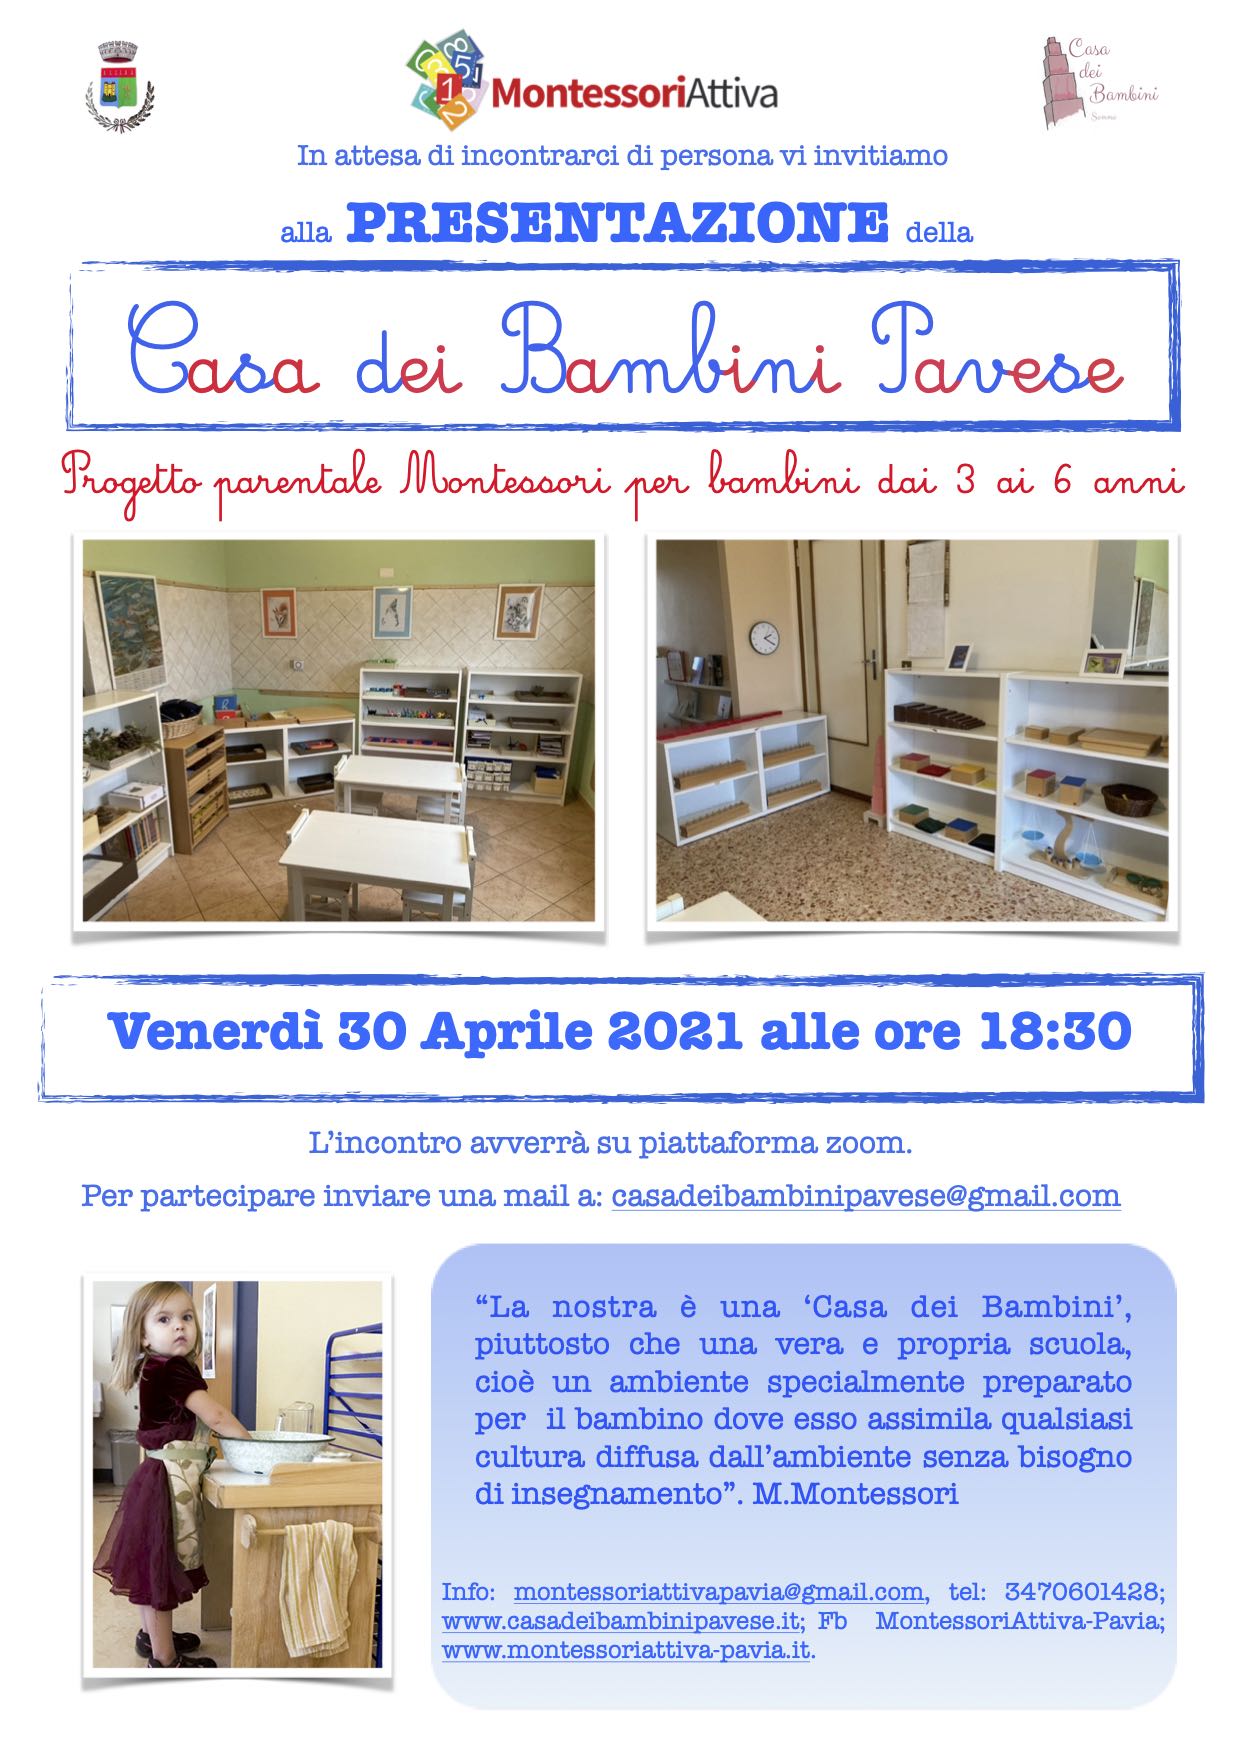 MontessoriAttiva
Casa
dei
Bambini
Somma
In attesa di incontrarci di persona vi invitiamo
alla PRESENTAZIONE della
Casa dei Bambini Pavese
Progetto parentale Montessori per bambini dai 3 ai 6 anni
Venerdì 30 Aprile 2021 alle ore 18:30
L’incontro avverrà su piattaforma zoom.
Per partecipare inviare una mail a: casadeibambinipavese@gmail.com
“La nostra è una ‘Casa dei Bambini’,
piuttosto che una vera e propria scuola,
cioè un ambiente specialmente preparato
per il bambino dove esso assimila qualsiasi
cultura diffusa dall’ambiente senza bisogno
di insegnamento”. M.Montessori
Info: montessoriattivapavia@gmail.com, tel: 3470601428;
www.casadeibambinipavese.it; Fb MontessoriAttiva-Pavia;
www.montessoriattiva-pavia.it.